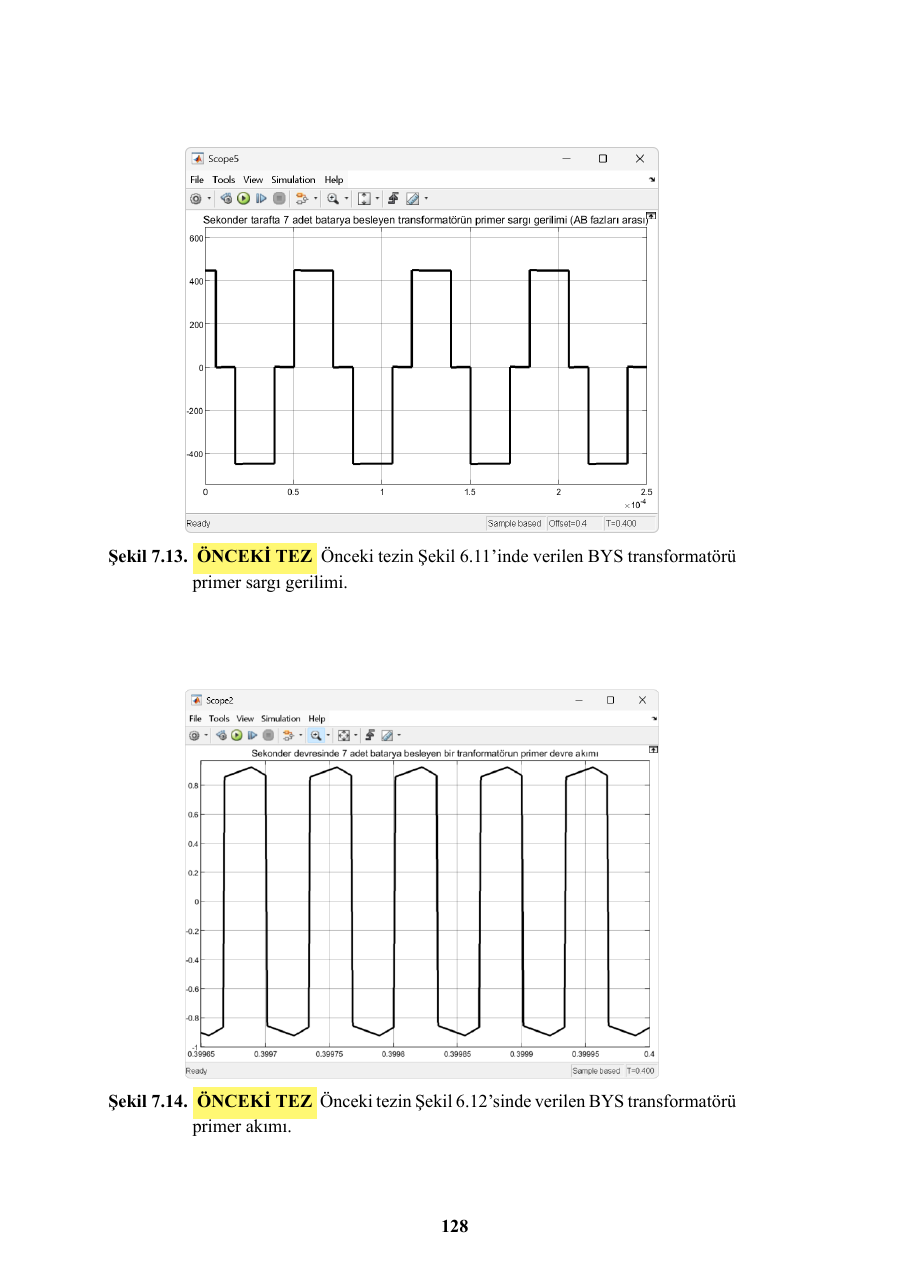 Scope5
File Tools View Simulation Help
Sekonder tarafta 7 adet batarya besleyen transformatörün primer sargı gerilimi (AB fazları arası)
600
400
200
0
-200
-400
0 0.5 1 1.5 2 2.5
×10-4
Ready Sample based Offset=0.4 T=0.400
Şekil 7.13. ÖNCEKİ TEZ Önceki tezin Şekil 6.11’inde verilen BYS transformatörü
primer sargı gerilimi.
Scope2
File Tools View Simulation Help
Sekonder devresinde 7 adet batarya besleyen bir tranformatörun primer devre akımı
0.8
0.6
0.4
0.2
0
-0.2
-0.4
-0.6
-0.8
-1
0.39965 0.3997 0.39975 0.3998 0.39985 0.3999 0.39995 0.4
Ready Sample based T=0.400
Şekil 7.14. ÖNCEKİ TEZ Önceki tezin Şekil 6.12’sinde verilen BYS transformatörü
primer akımı.
128